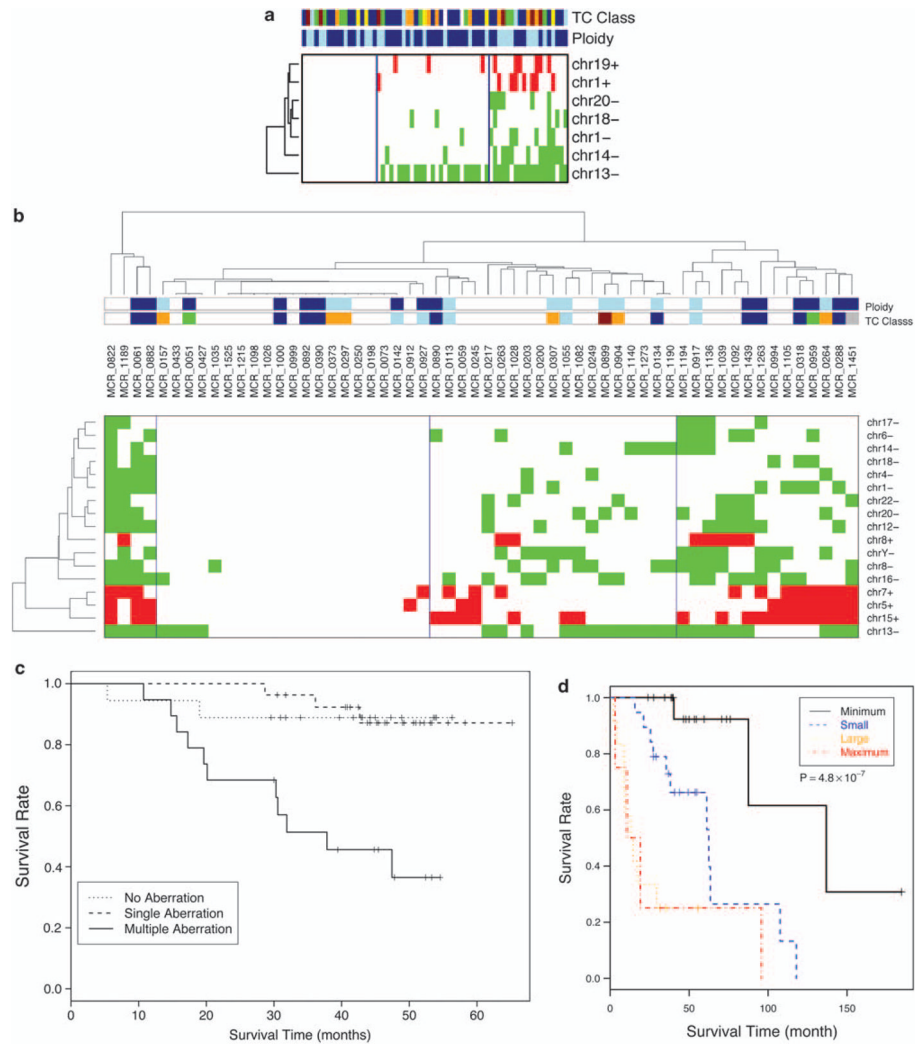 a
TC Class
Ploidy
chr19+
chr1+
chr20−
chr18−
chr1−
chr14−
chr13−
b
Ploidy
TC Classs
MCR_0822
MCR_1189
MCR_0061
MCR_0882
MCR_0157
MCR_0433
MCR_0051
MCR_0427
MCR_1035
MCR_1525
MCR_1215
MCR_1098
MCR_1026
MCR_1000
MCR_0999
MCR_0892
MCR_0373
MCR_0297
MCR_0250
MCR_0198
MCR_0073
MCR_0142
MCR_0912
MCR_0927
MCR_0890
MCR_0113
MCR_0059
MCR_0245
MCR_0217
MCR_0263
MCR_1028
MCR_0203
MCR_0200
MCR_0307
MCR_1055
MCR_1082
MCR_0249
MCR_0899
MCR_0904
MCR_1140
MCR_1273
MCR_0134
MCR_1190
MCR_1194
MCR_0917
MCR_1136
MCR_1039
MCR_1092
MCR_1439
MCR_1263
MCR_0994
MCR_1105
MCR_0318
MCR_0959
MCR_0264
MCR_0288
MCR_1451
chr17−
chr6−
chr14−
chr18−
chr4−
chr1−
chr22−
chr20−
chr12−
chr8+
chrY−
chr8−
chr16−
chr7+
chr5+
chr15+
chr13−
c
Survival Rate
1.0
0.8
0.6
0.4
0.2
0.0
No Aberration
Single Aberration
Multiple Aberration
0
10
20
30
40
50
60
Survival Time (months)
d
Survival Rate
1.0
0.8
0.6
0.4
0.2
0.0
Minimum
Small
Large
Maximum
P = 4.8×10⁻⁷
0
50
100
150
Survival Time (month)